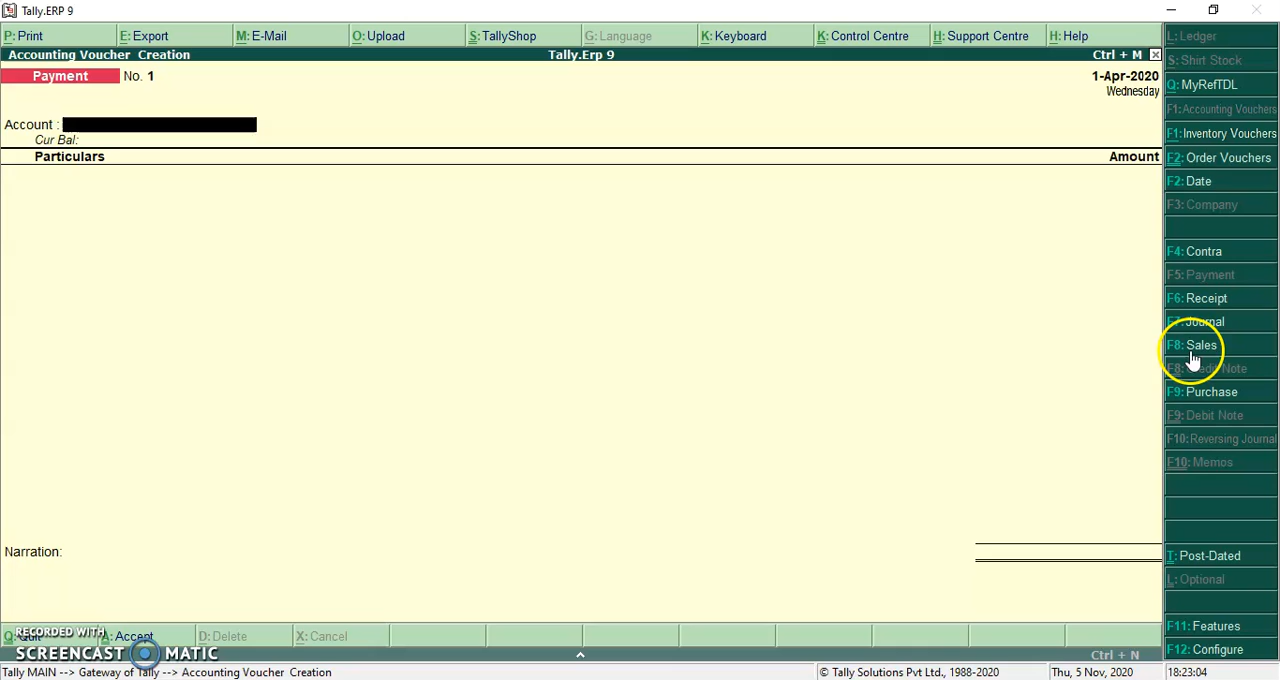 Tally.ERP 9
P: Print
E: Export
M: E-Mail
O: Upload
S: TallyShop
G: Language
K: Keyboard
K: Control Centre
H: Support Centre
H: Help
Accounting Voucher Creation
Tally.Erp 9
Ctrl + M
Payment
No. 1
1-Apr-2020
Wednesday
Account :
Cur Bal:
Particulars
Amount
Narration:
L: Ledger
S: Shirt Stock
Q: MyRefTDL
F1: Accounting Vouchers
F1: Inventory Vouchers
F2: Order Vouchers
F2: Date
F3: Company
F4: Contra
F5: Payment
F6: Receipt
F7: Journal
F8: Sales
F8: Credit Note
F9: Purchase
F9: Debit Note
F10: Reversing Journal
F10: Memos
T: Post-Dated
L: Optional
F11: Features
F12: Configure
Q: Quit
A: Accept
D: Delete
X: Cancel
RECORDED WITH
SCREENCAST MATIC
Ctrl + N
Tally MAIN --> Gateway of Tally --> Accounting Voucher Creation
© Tally Solutions Pvt Ltd., 1988-2020
Thu, 5 Nov, 2020
18:23:04